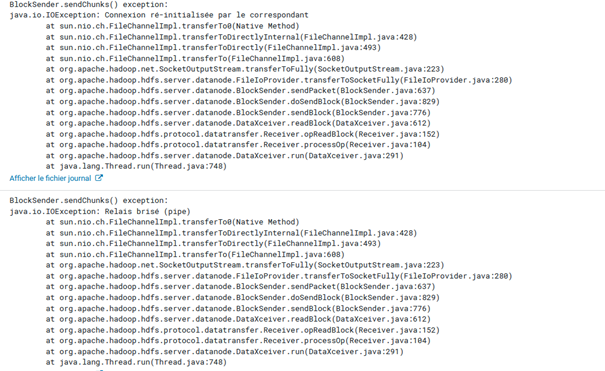 BlockSender.sendChunks() exception:
java.io.IOException: Connexion ré-initialisée par le correspondant
at sun.nio.ch.FileChannelImpl.transferTo0(Native Method)
at sun.nio.ch.FileChannelImpl.transferToDirectlyInternal(FileChannelImpl.java:428)
at sun.nio.ch.FileChannelImpl.transferToDirectly(FileChannelImpl.java:493)
at sun.nio.ch.FileChannelImpl.transferTo(FileChannelImpl.java:608)
at org.apache.hadoop.net.SocketOutputStream.transferToFully(SocketOutputStream.java:223)
at org.apache.hadoop.hdfs.server.datanode.FileIoProvider.transferToSocketFully(FileIoProvider.java:280)
at org.apache.hadoop.hdfs.server.datanode.BlockSender.sendPacket(BlockSender.java:637)
at org.apache.hadoop.hdfs.server.datanode.BlockSender.doSendBlock(BlockSender.java:829)
at org.apache.hadoop.hdfs.server.datanode.BlockSender.sendBlock(BlockSender.java:776)
at org.apache.hadoop.hdfs.server.datanode.DataXceiver.readBlock(DataXceiver.java:612)
at org.apache.hadoop.hdfs.protocol.datatransfer.Receiver.opReadBlock(Receiver.java:152)
at org.apache.hadoop.hdfs.protocol.datatransfer.Receiver.processOp(Receiver.java:104)
at org.apache.hadoop.hdfs.server.datanode.DataXceiver.run(DataXceiver.java:291)
at java.lang.Thread.run(Thread.java:748)
Afficher le fichier journal
BlockSender.sendChunks() exception:
java.io.IOException: Relais brisé (pipe)
at sun.nio.ch.FileChannelImpl.transferTo0(Native Method)
at sun.nio.ch.FileChannelImpl.transferToDirectlyInternal(FileChannelImpl.java:428)
at sun.nio.ch.FileChannelImpl.transferToDirectly(FileChannelImpl.java:493)
at sun.nio.ch.FileChannelImpl.transferTo(FileChannelImpl.java:608)
at org.apache.hadoop.net.SocketOutputStream.transferToFully(SocketOutputStream.java:223)
at org.apache.hadoop.hdfs.server.datanode.FileIoProvider.transferToSocketFully(FileIoProvider.java:280)
at org.apache.hadoop.hdfs.server.datanode.BlockSender.sendPacket(BlockSender.java:637)
at org.apache.hadoop.hdfs.server.datanode.BlockSender.doSendBlock(BlockSender.java:829)
at org.apache.hadoop.hdfs.server.datanode.BlockSender.sendBlock(BlockSender.java:776)
at org.apache.hadoop.hdfs.server.datanode.DataXceiver.readBlock(DataXceiver.java:612)
at org.apache.hadoop.hdfs.protocol.datatransfer.Receiver.opReadBlock(Receiver.java:152)
at org.apache.hadoop.hdfs.protocol.datatransfer.Receiver.processOp(Receiver.java:104)
at org.apache.hadoop.hdfs.server.datanode.DataXceiver.run(DataXceiver.java:291)
at java.lang.Thread.run(Thread.java:748)